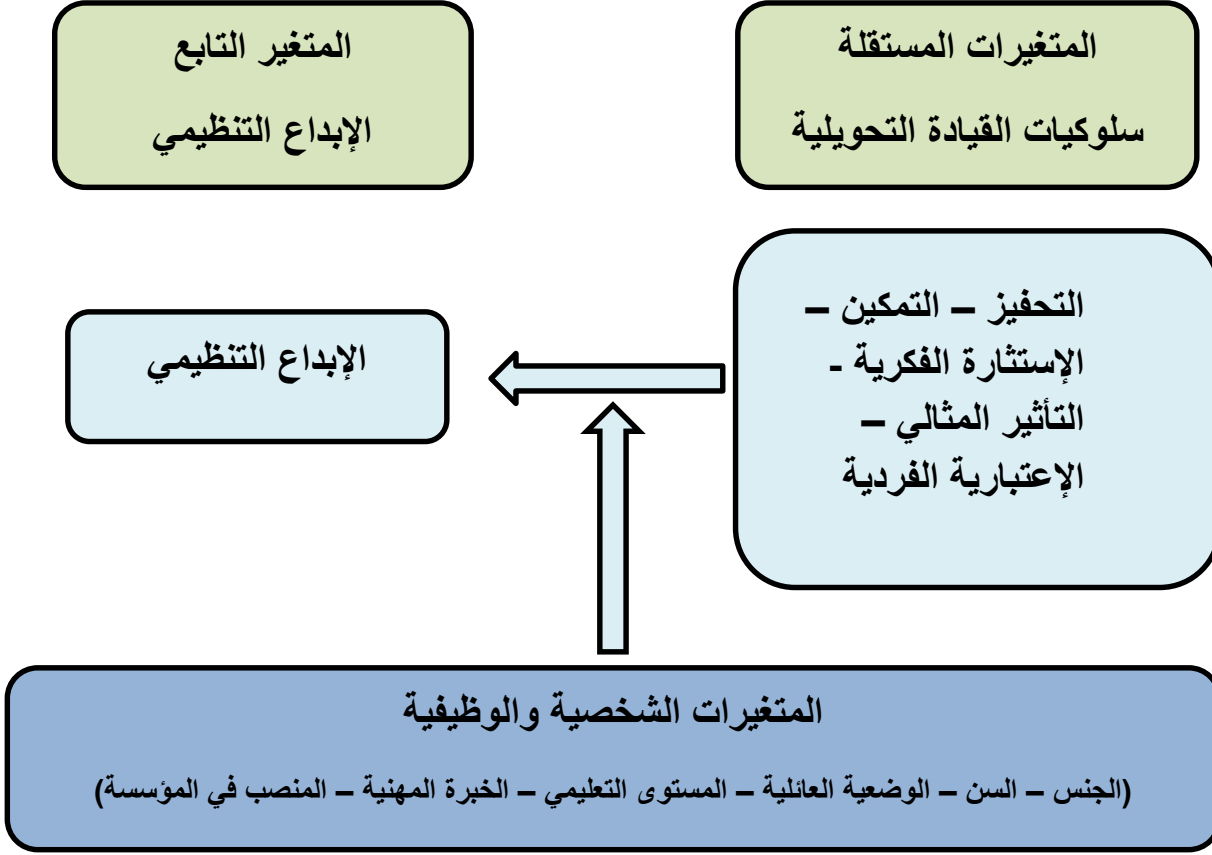 المتغيرات المستقلة
سلوكيات القيادة التحويلية
المتغير التابع
الإبداع التنظيمي
التحفيز – التمكين –
الإستثارة الفكرية -
التأثير المثالي –
الإعتبارية الفردية
الإبداع التنظيمي
المتغيرات الشخصية والوظيفية
(الجنس – السن – الوضعية العائلية – المستوى التعليمي – الخبرة المهنية – المنصب في المؤسسة)